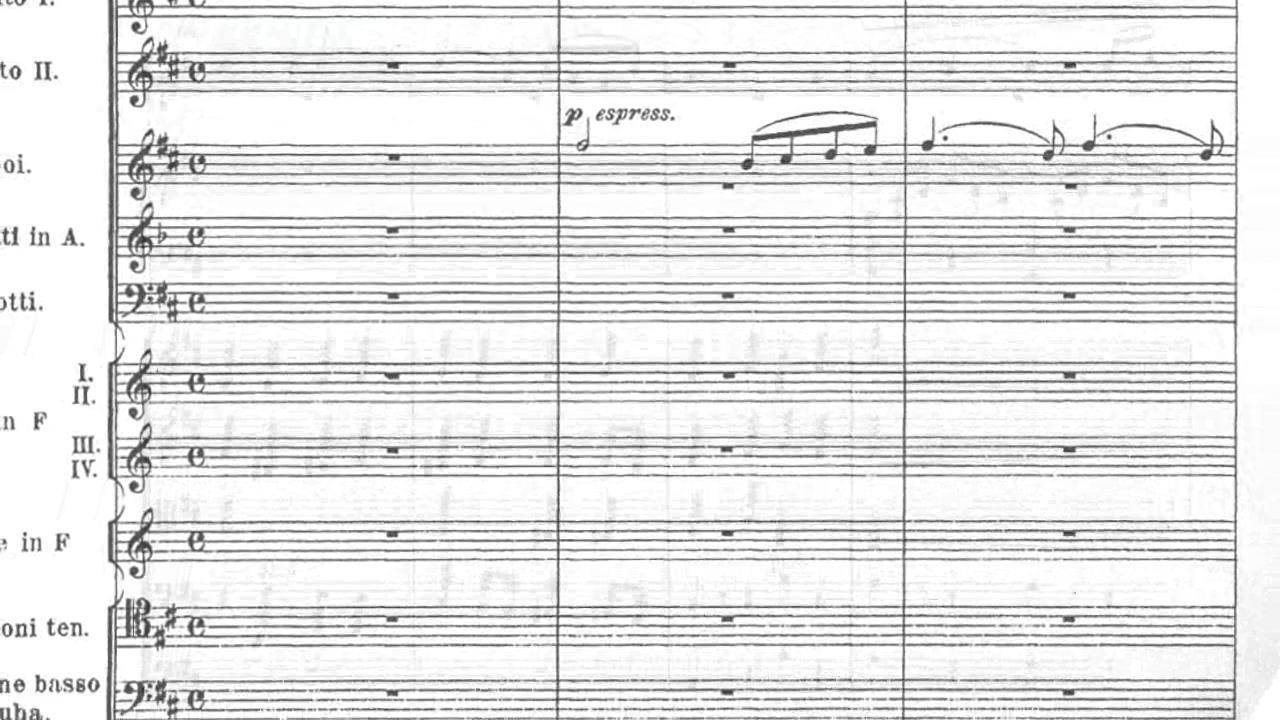 to II.
p espress.
oi.
ti in A.
otti.
I.
II.
n F
III.
IV.
e in F
oni ten.
ne basso
uba.